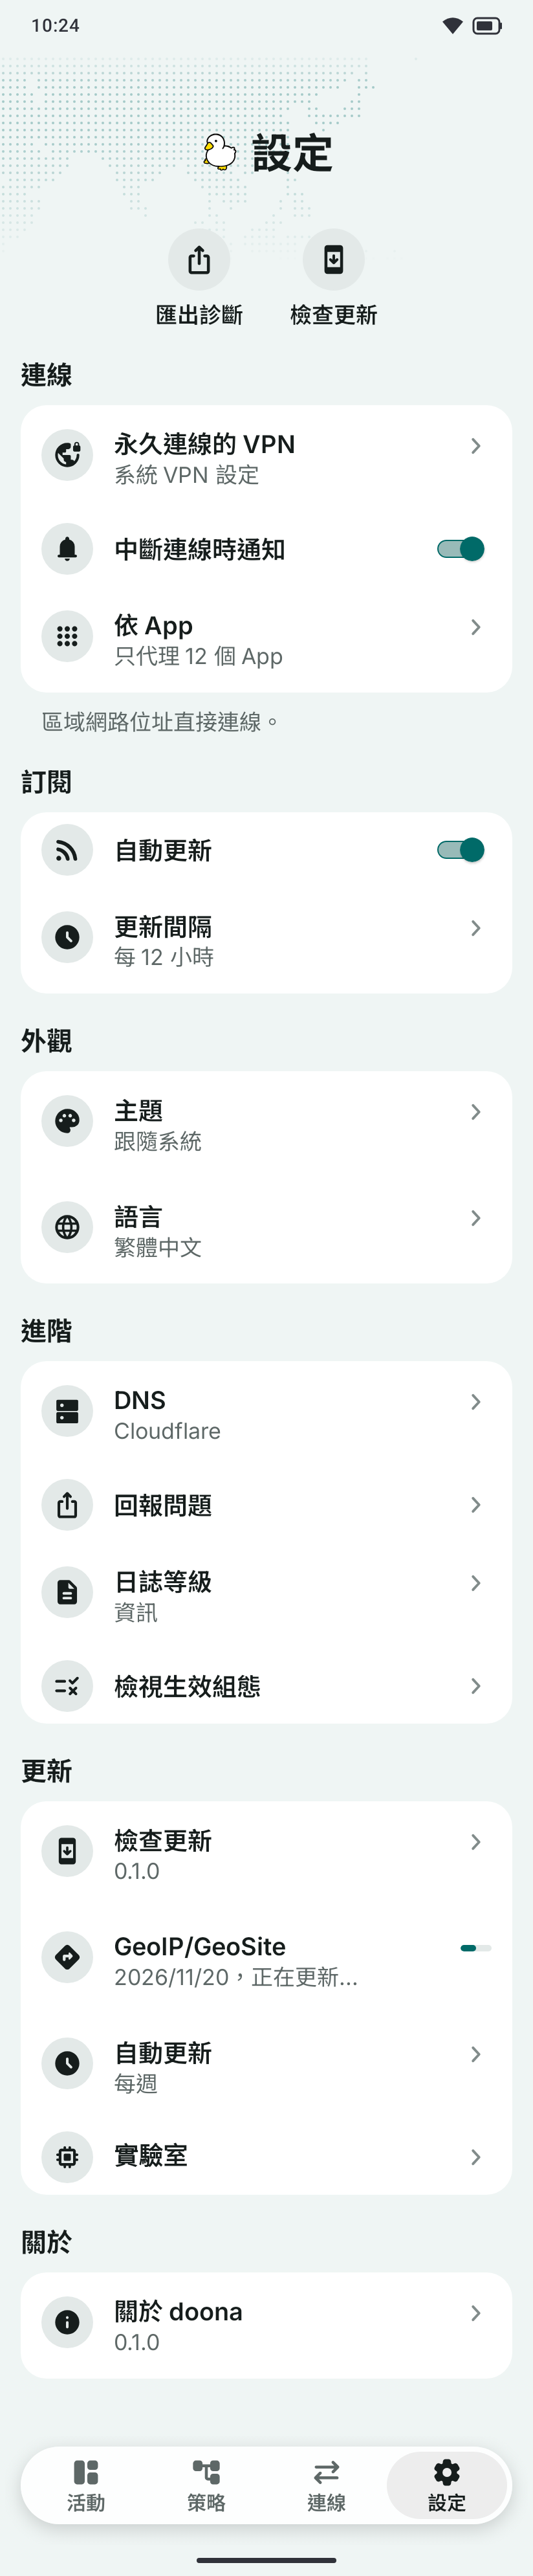 10:24
設定
匯出診斷
檢查更新
連線
永久連線的 VPN
系統 VPN 設定
中斷連線時通知
依 App
只代理 12 個 App
區域網路位址直接連線。
訂閱
自動更新
更新間隔
每 12 小時
外觀
主題
跟隨系統
語言
繁體中文
進階
DNS
Cloudflare
回報問題
日誌等級
資訊
檢視生效組態
更新
檢查更新
0.1.0
GeoIP/GeoSite
2026/11/20，正在更新…
自動更新
每週
實驗室
關於
關於 doona
0.1.0
活動
策略
連線
設定